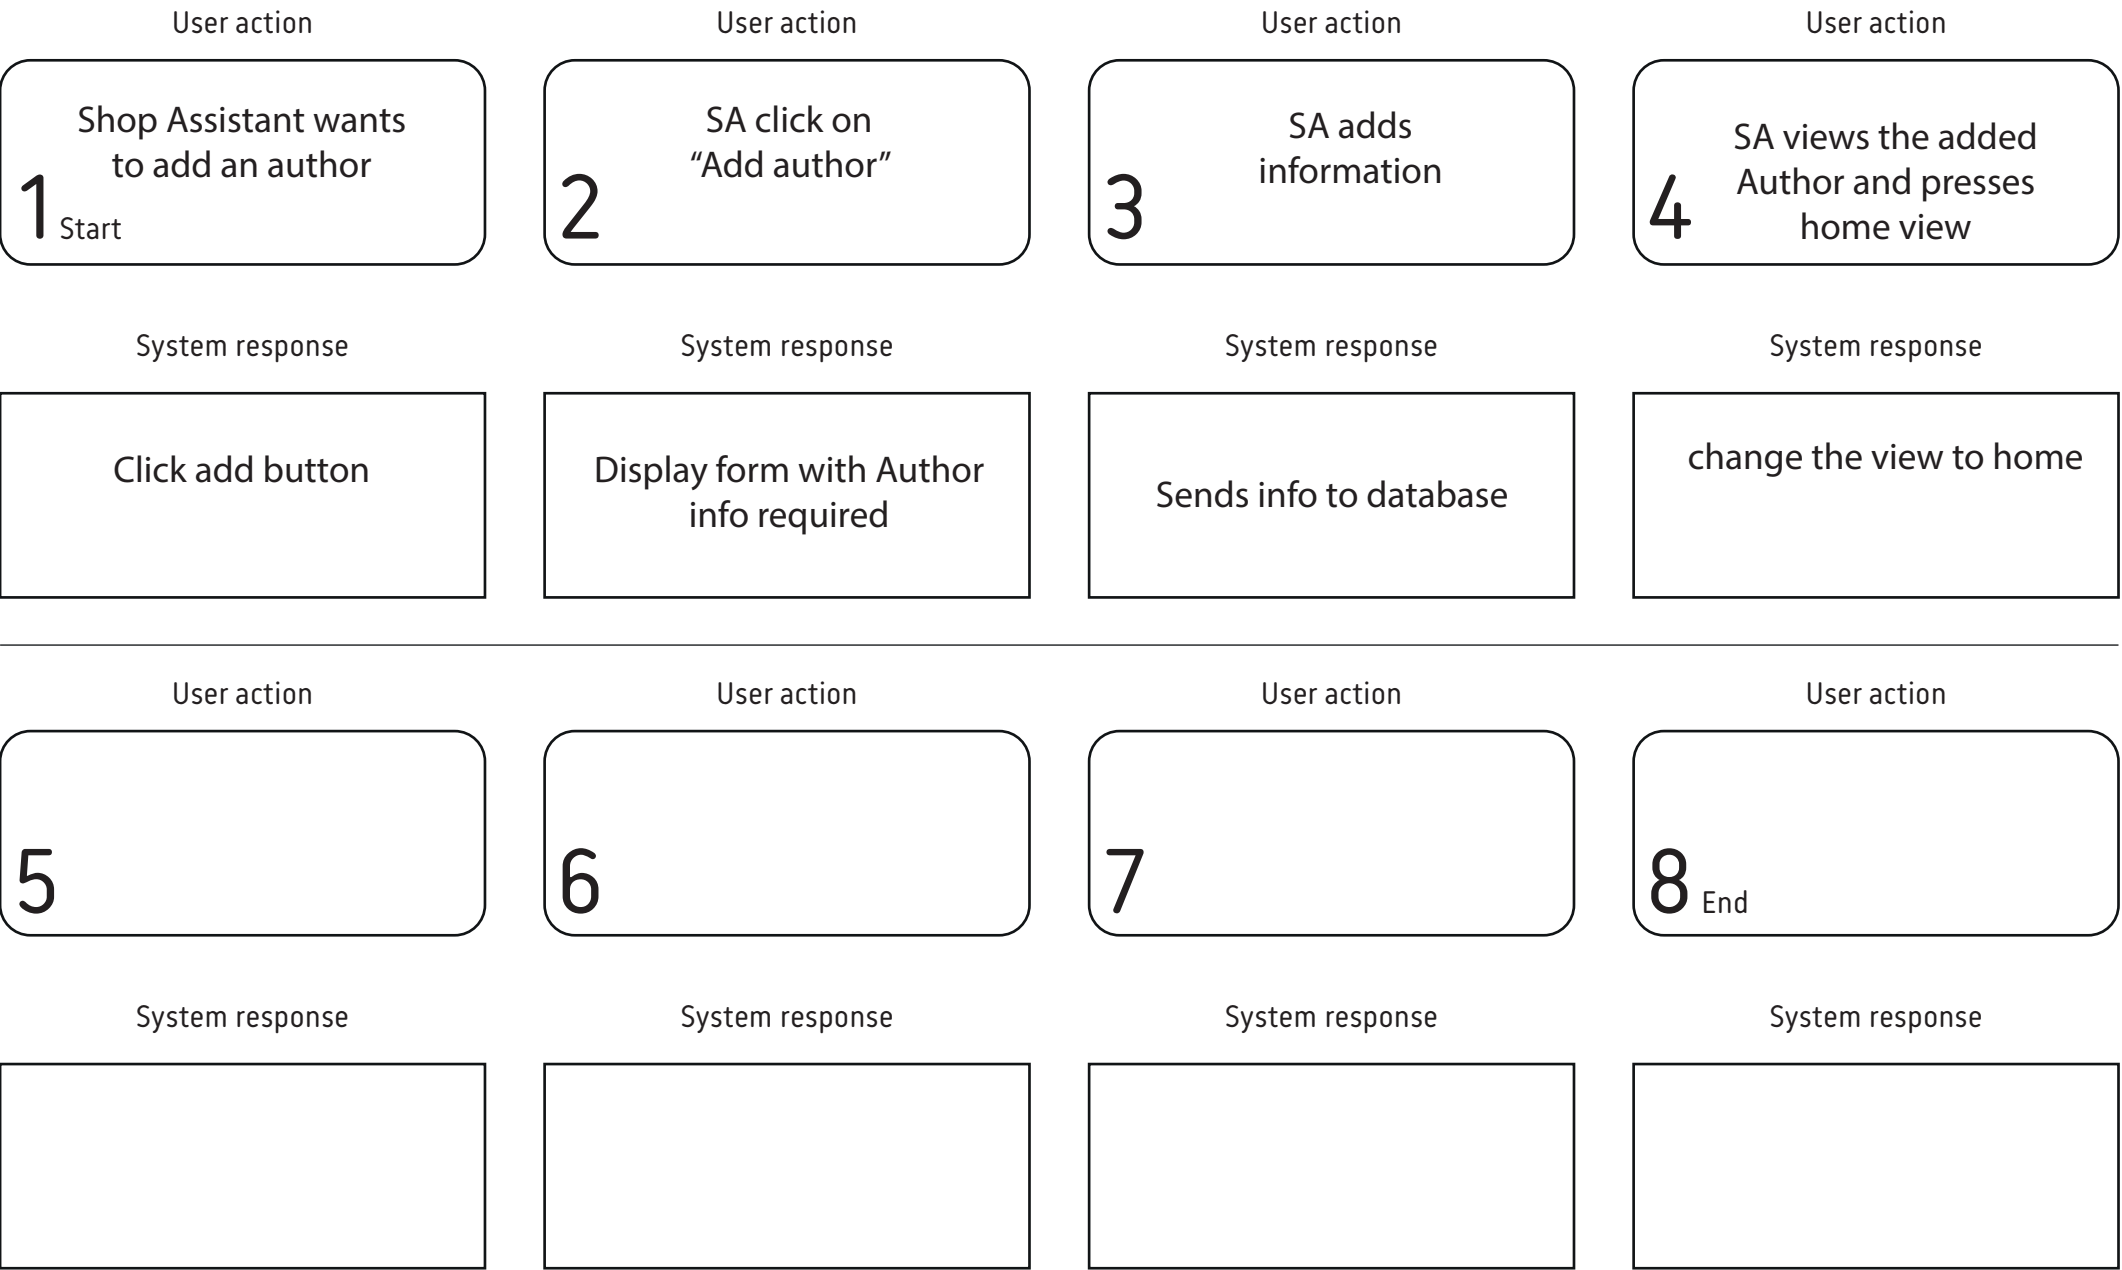 User action
User action
User action
User action
Shop Assistant wants
to add an author
1 Start
SA click on
“Add author”
2
SA adds
information
3
SA views the added
Author and presses
home view
4
System response
System response
System response
System response
Click add button
Display form with Author
info required
Sends info to database
change the view to home
User action
User action
User action
User action
5
6
7
8 End
System response
System response
System response
System response